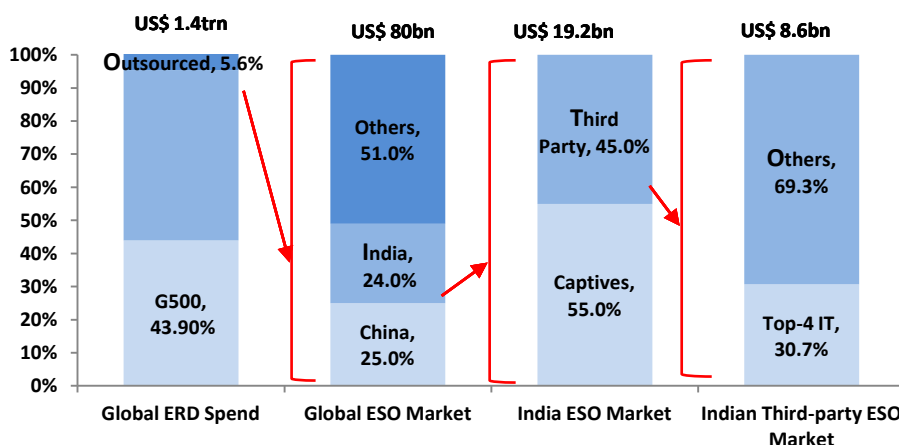 US$ 1.4trn
US$ 80bn
US$ 19.2bn
US$ 8.6bn
100%
90%
80%
70%
60%
50%
40%
30%
20%
10%
0%
Outsourced, 5.6%
G500,
43.90%
Others,
51.0%
India,
24.0%
China,
25.0%
Third
Party, 45.0%
Captives,
55.0%
Others,
69.3%
Top-4 IT,
30.7%
Global ERD Spend
Global ESO Market
India ESO Market
Indian Third-party ESO
Market